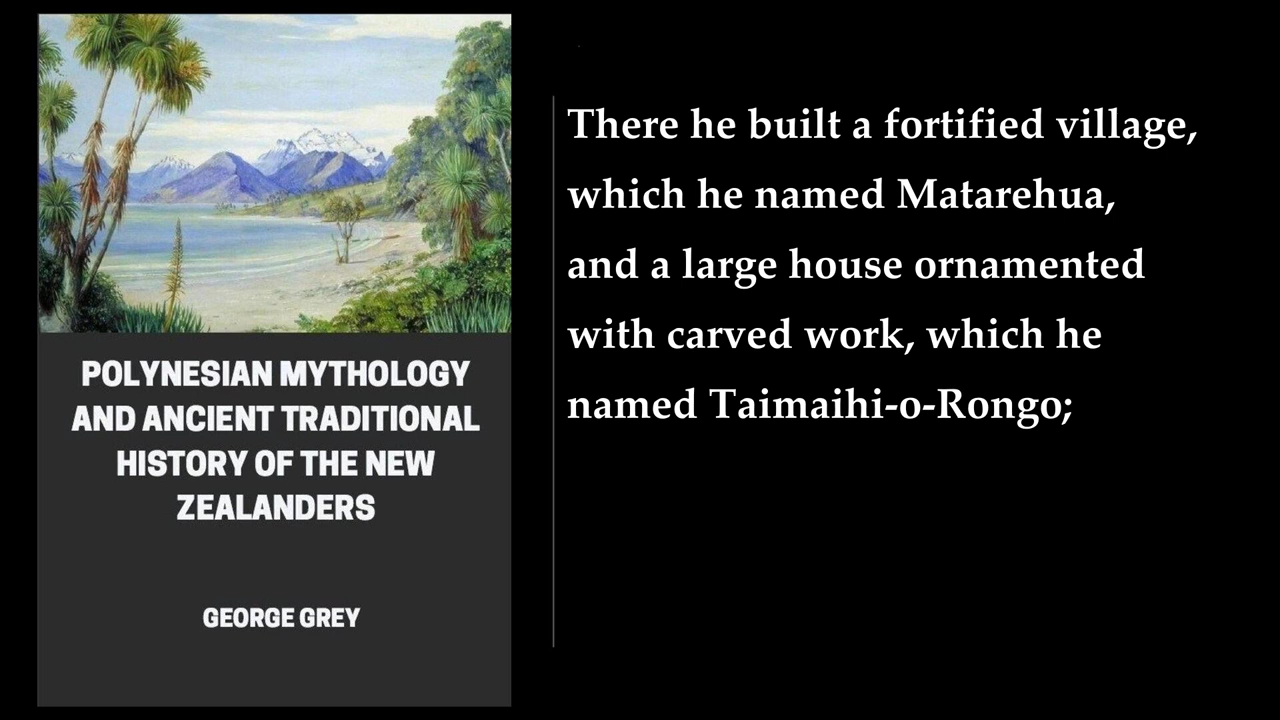 POLYNESIAN MYTHOLOGY
AND ANCIENT TRADITIONAL
HISTORY OF THE NEW
ZEALANDERS
GEORGE GREY
There he built a fortified village,
which he named Matarehua,
and a large house ornamented
with carved work, which he
named Taimaihi-o-Rongo;